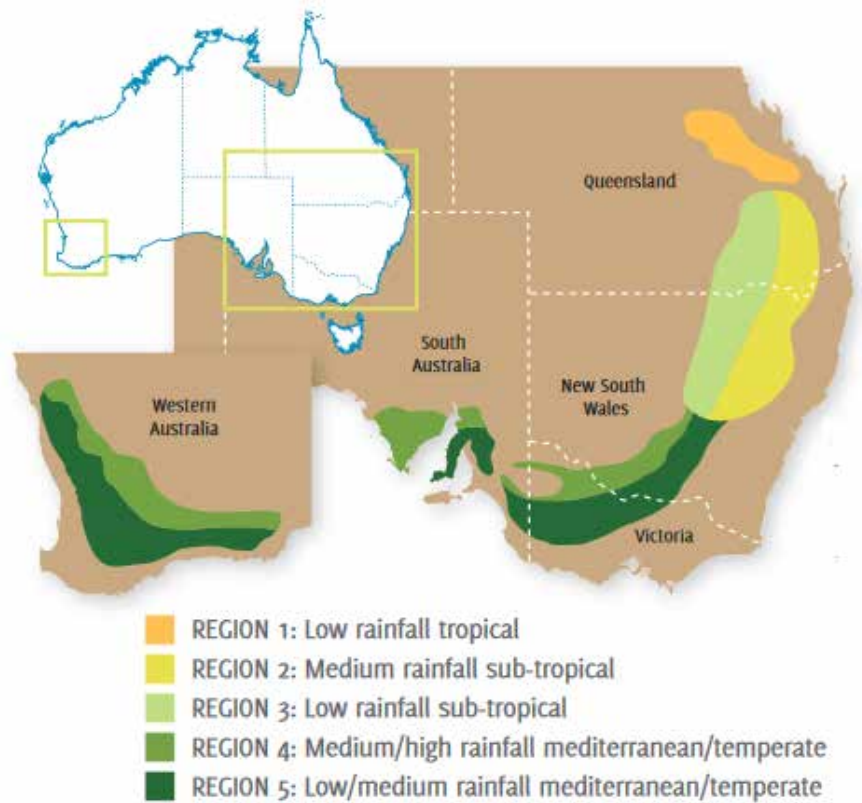 Queensland
South
Australia
New South
Wales
Western
Australia
Victoria
REGION 1: Low rainfall tropical
REGION 2: Medium rainfall sub-tropical
REGION 3: Low rainfall sub-tropical
REGION 4: Medium/high rainfall mediterranean/temperate
REGION 5: Low/medium rainfall mediterranean/temperate